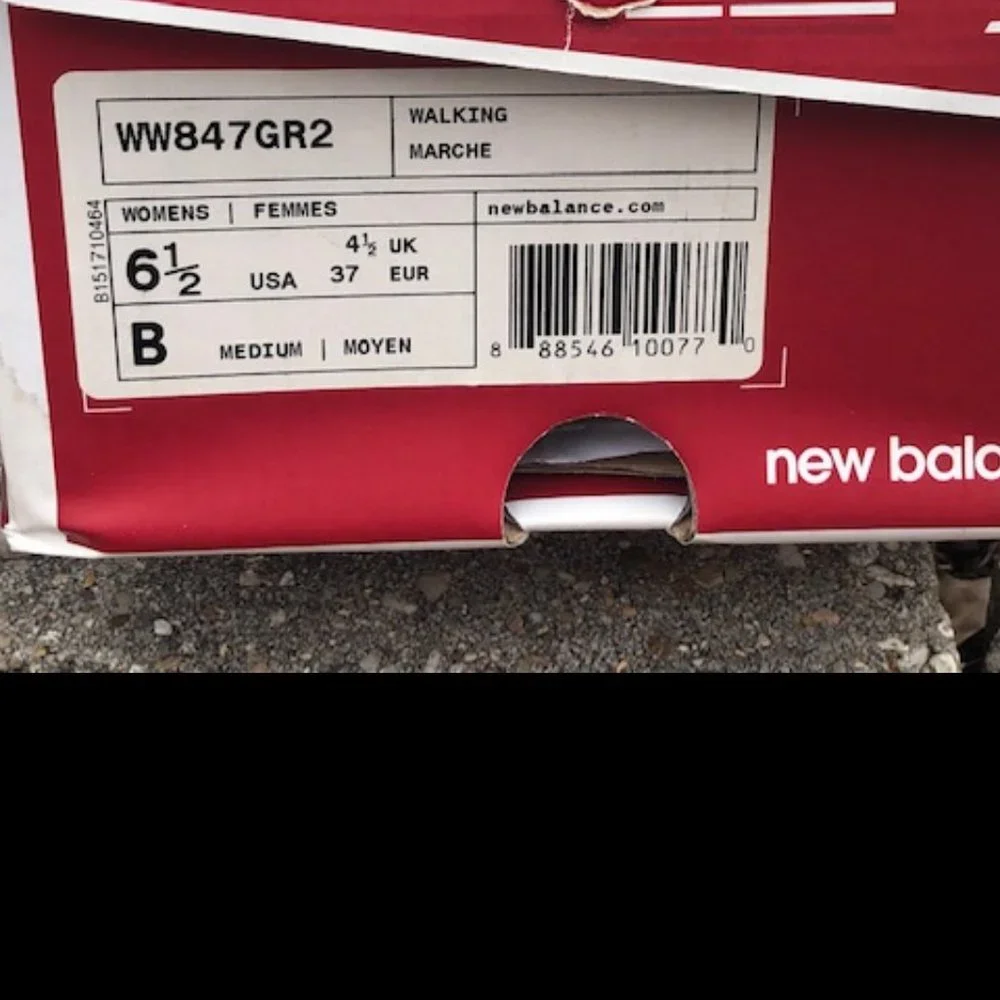 WW847GR2
WALKING
MARCHE
WOMENS | FEMMES
newbalance.com
6½ USA 4½ UK
37 EUR
B MEDIUM | MOYEN
B151710464
8 88546 10077 0
new bala